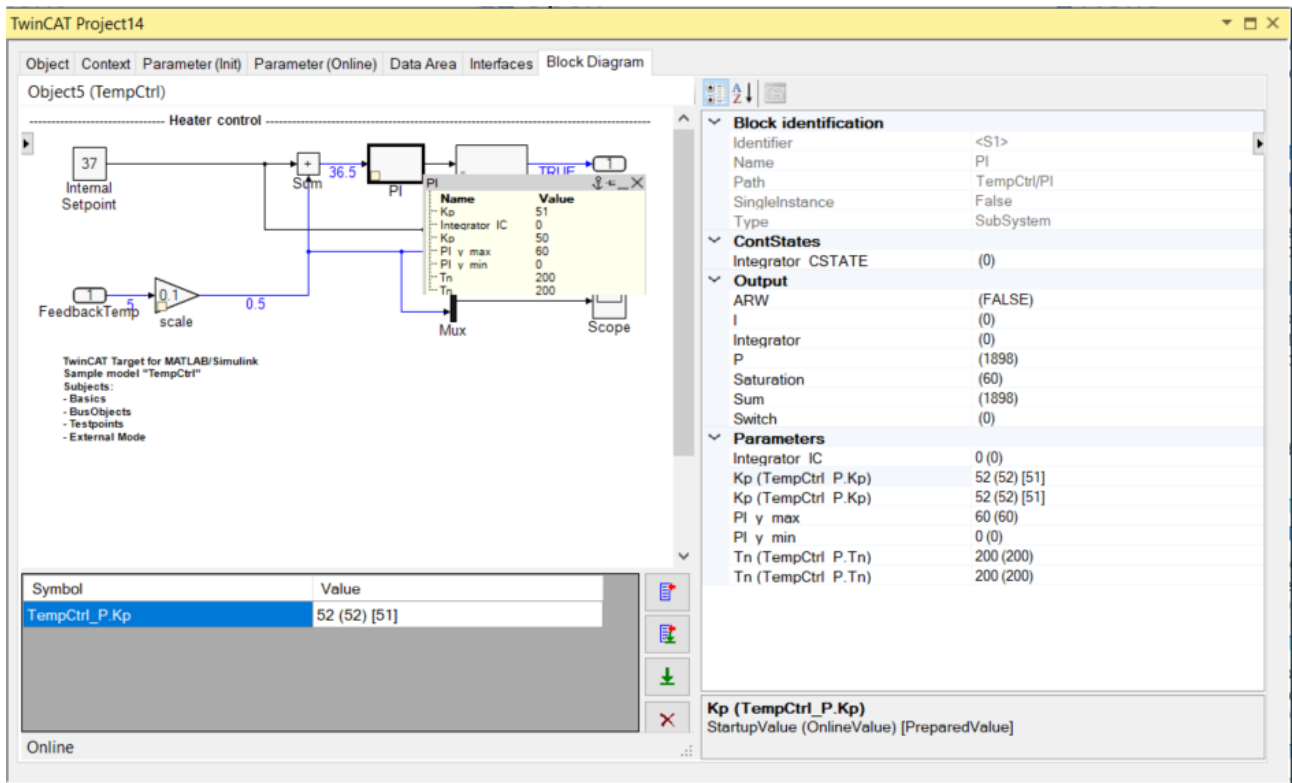 TwinCAT Project14
Object Context Parameter (Init) Parameter (Online) Data Area Interfaces Block Diagram
Object5 (TempCtrl)
Heater control
37
Internal
Setpoint
+
Sum
36.5
PI
TRUE
1
PI
Name Value
Kp 51
Integrator IC 0
Kp 50
PI y max 60
PI y min 0
Tn 200
Tn 200
1
FeedbackTemp
5
0.1
scale
0.5
Mux
Scope
TwinCAT Target for MATLAB/Simulink
Sample model "TempCtrl"
Subjects:
- Basics
- BusObjects
- Testpoints
- External Mode
Symbol Value
TempCtrl_P.Kp 52 (52) [51]
Online
Block identification
Identifier <S1>
Name PI
Path TempCtrl/PI
SingleInstance False
Type SubSystem
ContStates
Integrator CSTATE (0)
Output
ARW (FALSE)
I (0)
Integrator (0)
P (1898)
Saturation (60)
Sum (1898)
Switch (0)
Parameters
Integrator IC 0 (0)
Kp (TempCtrl P.Kp) 52 (52) [51]
Kp (TempCtrl P.Kp) 52 (52) [51]
PI y max 60 (60)
PI y min 0 (0)
Tn (TempCtrl P.Tn) 200 (200)
Tn (TempCtrl P.Tn) 200 (200)
Kp (TempCtrl_P.Kp)
StartupValue (OnlineValue) [PreparedValue]